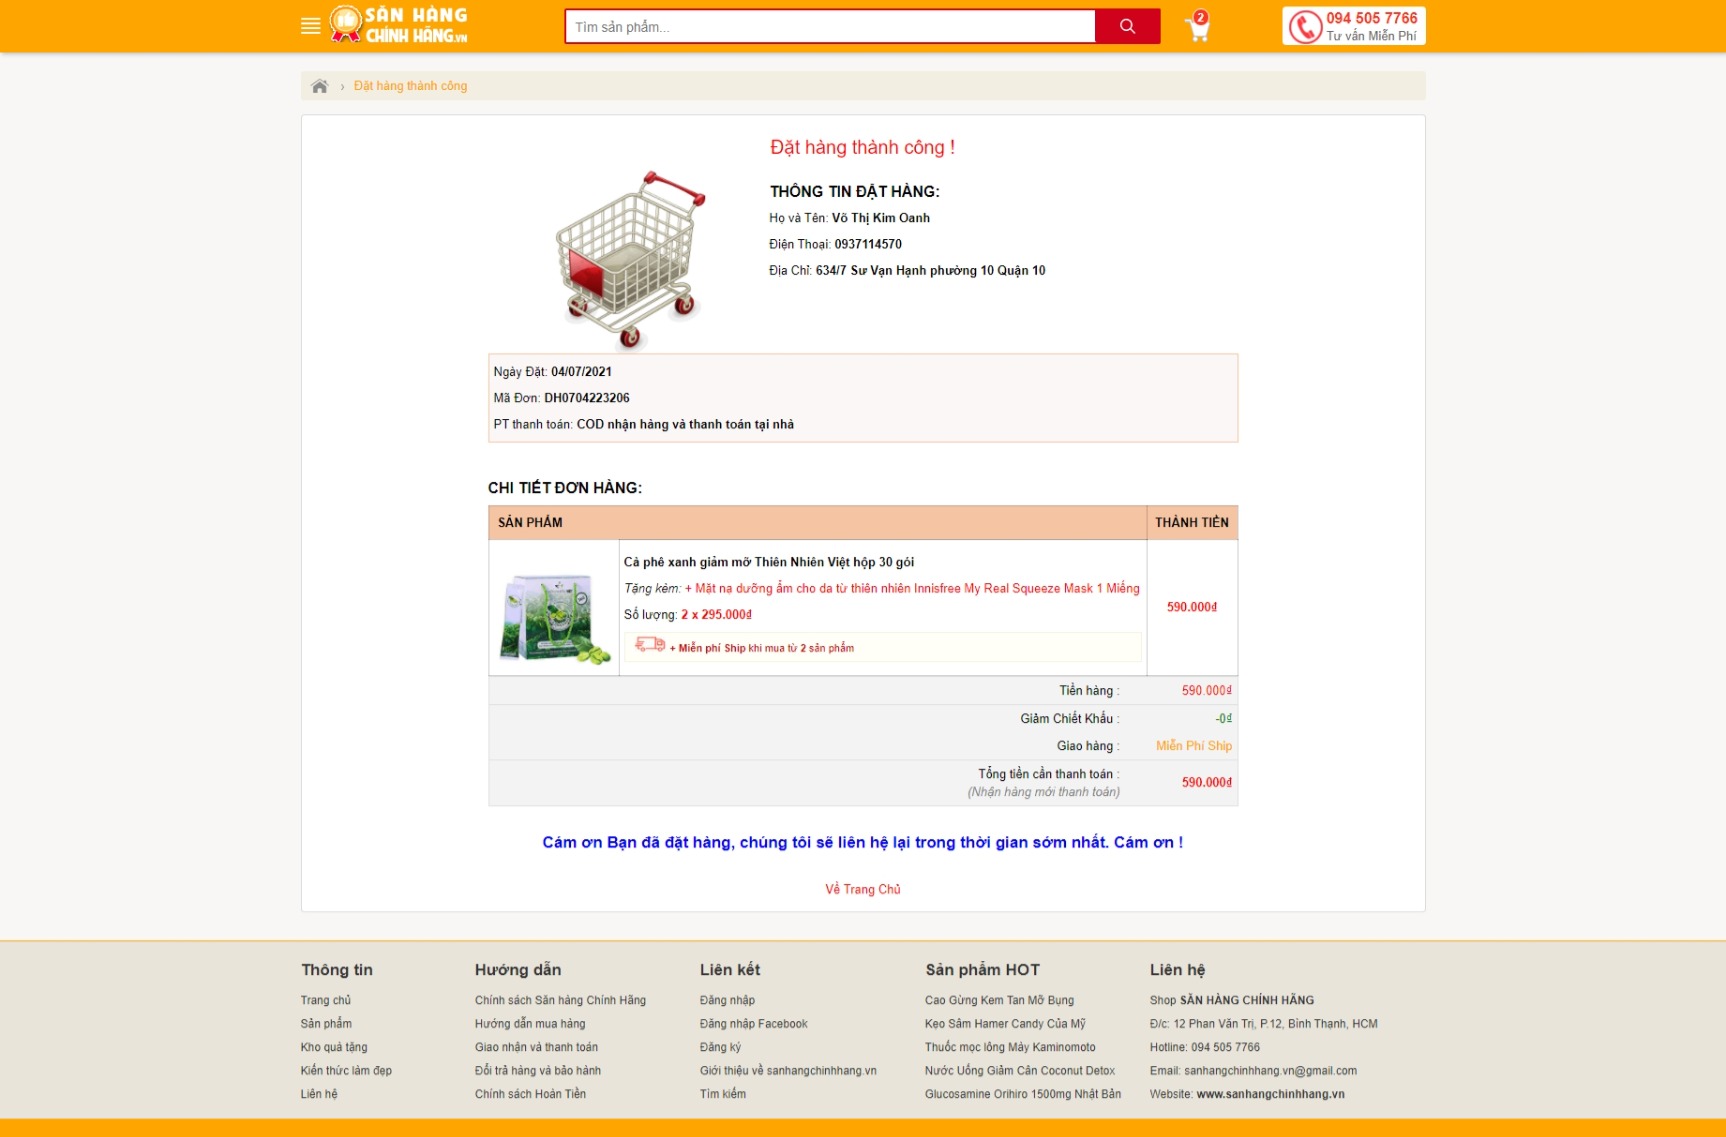 SĂN HÀNG
CHÍNH HÃNG.VN
Tìm sản phẩm...
2
094 505 7766
Tư vấn Miễn Phí
› Đặt hàng thành công
Đặt hàng thành công !
THÔNG TIN ĐẶT HÀNG:
Họ và Tên: Võ Thị Kim Oanh
Điện Thoại: 0937114570
Địa Chỉ: 634/7 Sư Vạn Hạnh phường 10 Quận 10
Ngày Đặt: 04/07/2021
Mã Đơn: DH0704223206
PT thanh toán: COD nhận hàng và thanh toán tại nhà
CHI TIẾT ĐƠN HÀNG:
SẢN PHẨM THÀNH TIỀN
Cà phê xanh giảm mỡ Thiên Nhiên Việt hộp 30 gói
Tặng kèm: + Mặt nạ dưỡng ẩm cho da từ thiên nhiên Innisfree My Real Squeeze Mask 1 Miếng
Số lượng: 2 x 295.000₫
590.000₫
+ Miễn phí Ship khi mua từ 2 sản phẩm
Tiền hàng : 590.000₫
Giảm Chiết Khấu : -0₫
Giao hàng : Miễn Phí Ship
Tổng tiền cần thanh toán : 590.000₫
(Nhận hàng mới thanh toán)
Cám ơn Bạn đã đặt hàng, chúng tôi sẽ liên hệ lại trong thời gian sớm nhất. Cám ơn !
Về Trang Chủ
Thông tin
Trang chủ
Sản phẩm
Kho quà tặng
Kiến thức làm đẹp
Liên hệ
Hướng dẫn
Chính sách Săn hàng Chính Hãng
Hướng dẫn mua hàng
Giao nhận và thanh toán
Đổi trả hàng và bảo hành
Chính sách Hoàn Tiền
Liên kết
Đăng nhập
Đăng nhập Facebook
Đăng ký
Giới thiệu về sanhangchinhhang.vn
Tìm kiếm
Sản phẩm HOT
Cao Gừng Kem Tan Mỡ Bụng
Kẹo Sâm Hamer Candy Của Mỹ
Thuốc mọc lông Mày Kaminomoto
Nước Uống Giảm Cân Coconut Detox
Glucosamine Orihiro 1500mg Nhật Bản
Liên hệ
Shop SĂN HÀNG CHÍNH HÃNG
Đ/c: 12 Phan Văn Trị, P.12, Bình Thạnh, HCM
Hotline: 094 505 7766
Email: sanhangchinhhang.vn@gmail.com
Website: www.sanhangchinhhang.vn